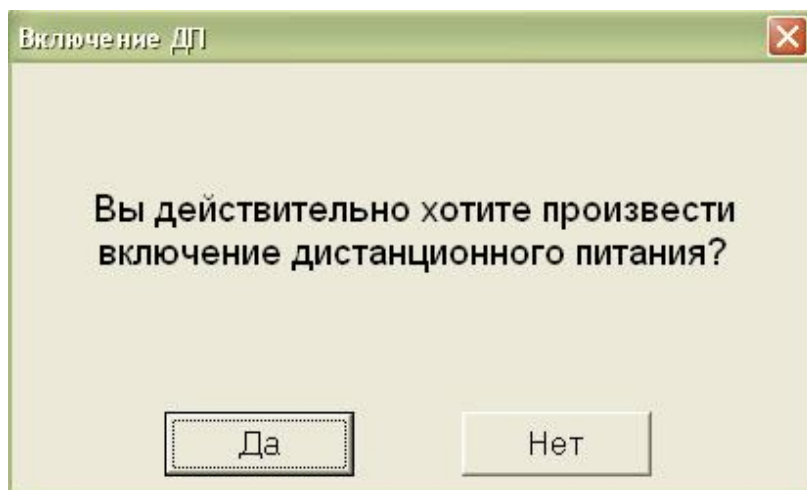 Включение ДП
Вы действительно хотите произвести
включение дистанционного питания?
Да
Нет